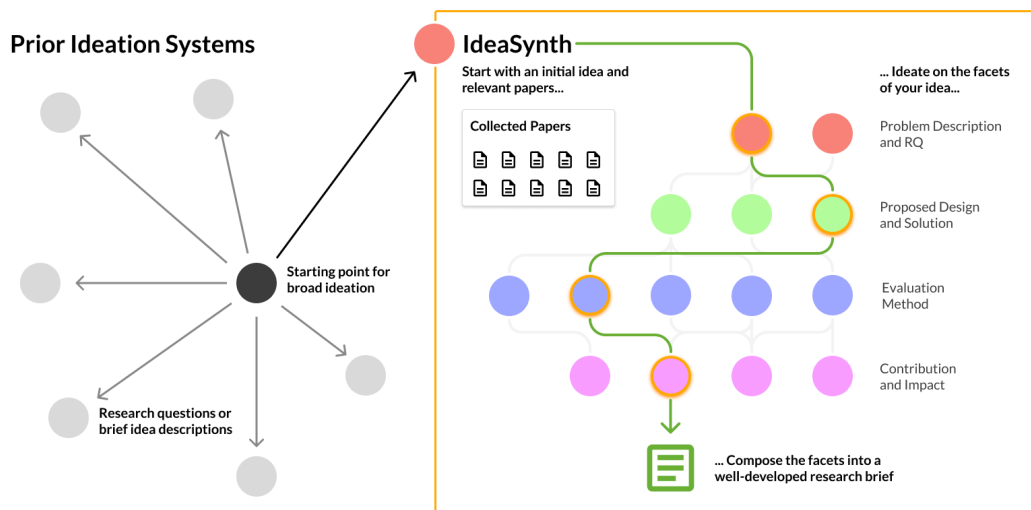 Prior Ideation Systems
Starting point for
broad ideation
Research questions or
brief idea descriptions
IdeaSynth
Start with an initial idea and
relevant papers...
Collected Papers
... Ideate on the facets
of your idea...
Problem Description
and RQ
Proposed Design
and Solution
Evaluation
Method
Contribution
and Impact
... Compose the facets into a
well-developed research brief